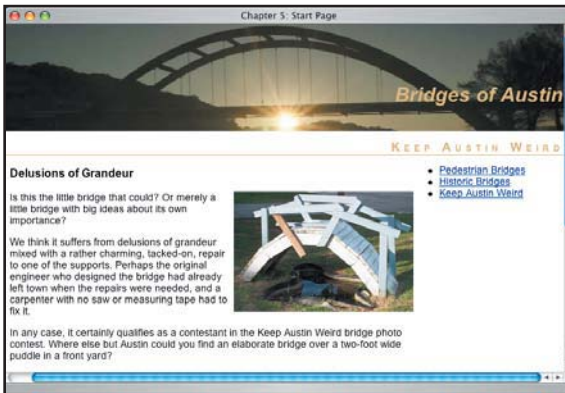 Chapter 5: Start Page
Bridges of Austin
KEEP AUSTIN WEIRD
Delusions of Grandeur
Is this the little bridge that could? Or merely a
little bridge with big ideas about its own
importance?
We think it suffers from delusions of grandeur
mixed with a rather charming, tacked-on, repair
to one of the supports. Perhaps the original
engineer who designed the bridge had already
left town when the repairs were needed, and a
carpenter with no saw or measuring tape had to
fix it.
In any case, it certainly qualifies as a contestant in the Keep Austin Weird bridge photo
contest. Where else but Austin could you find an elaborate bridge over a two-foot wide
puddle in a front yard?
Pedestrian Bridges
Historic Bridges
Keep Austin Weird